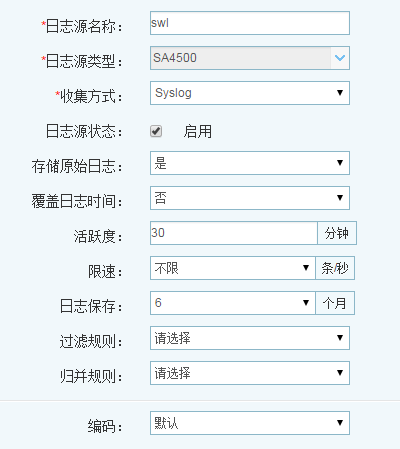 *日志源名称： swl
*日志源类型： SA4500
*收集方式： Syslog
日志源状态： 启用
存储原始日志： 是
覆盖日志时间： 否
活跃度： 30 分钟
限速： 不限 条/秒
日志保存： 6 个月
过滤规则： 请选择
归并规则： 请选择
编码： 默认